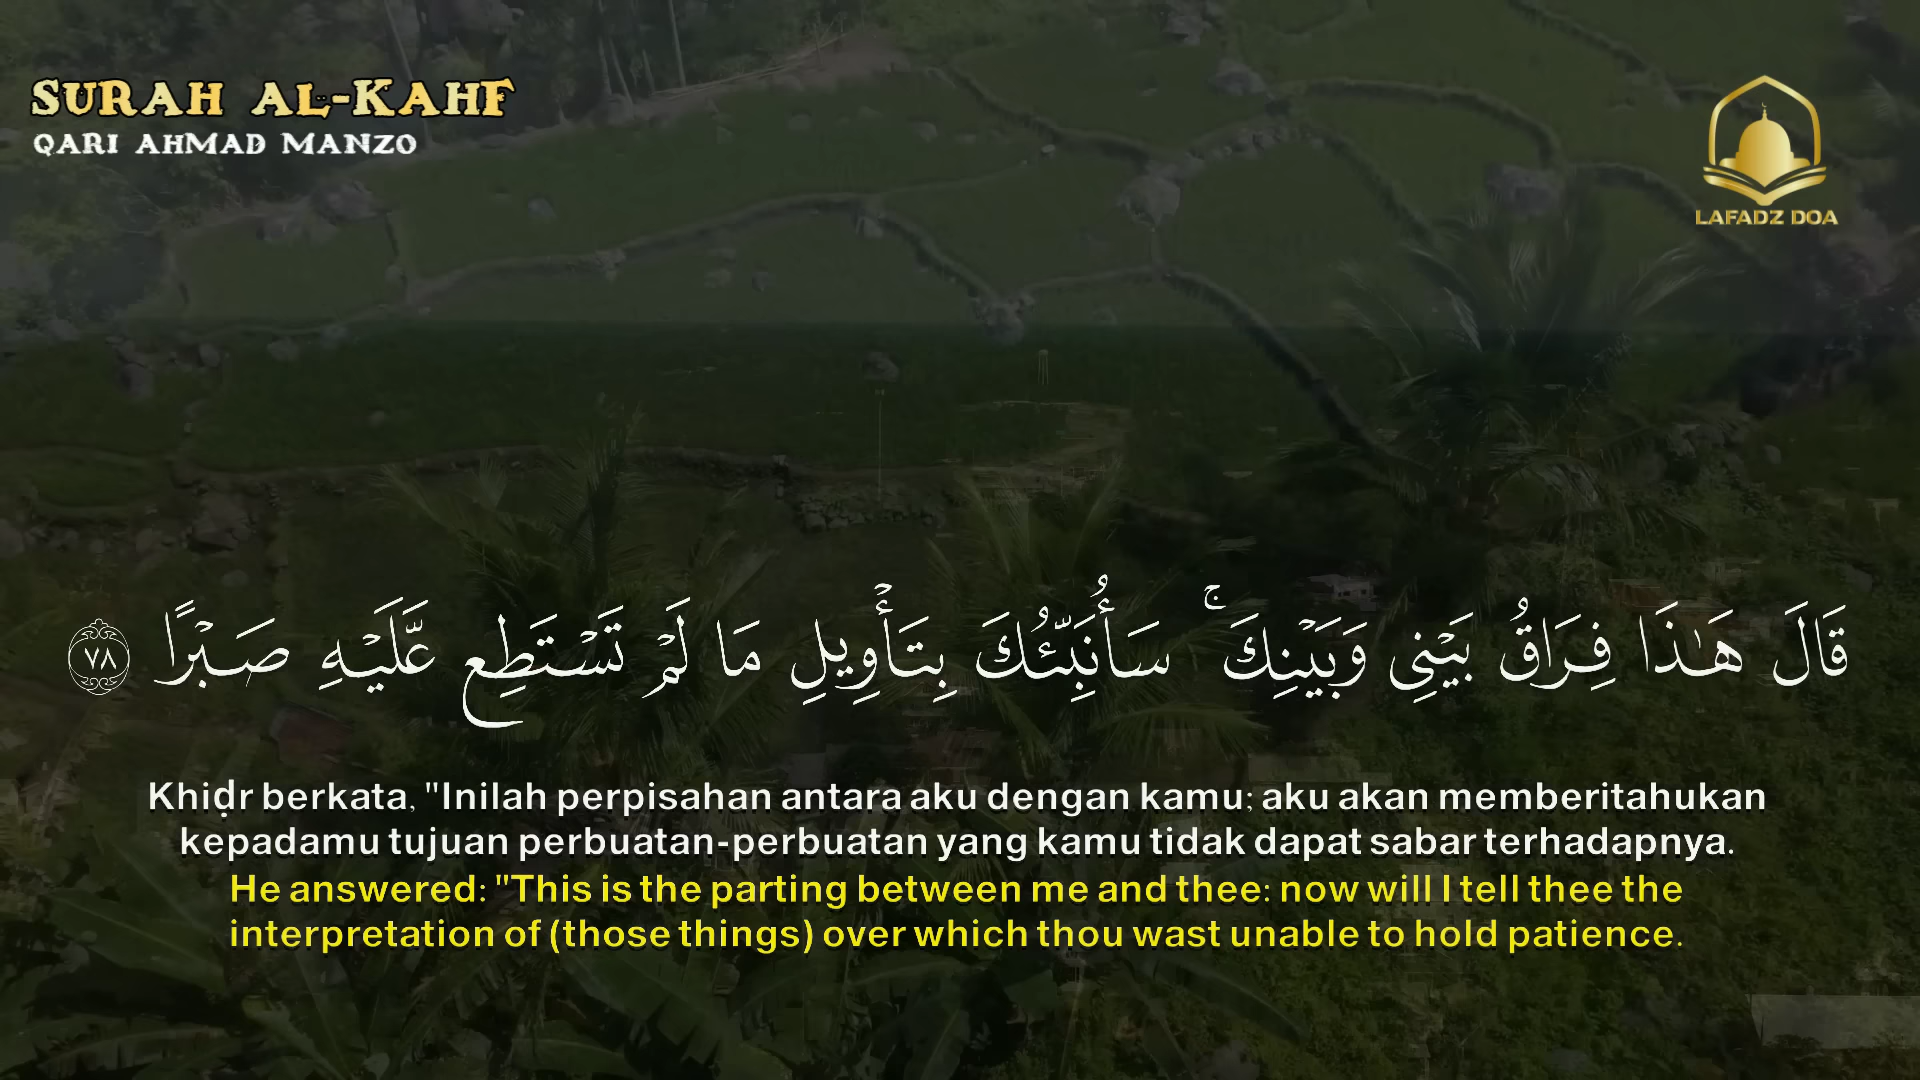 SURAH AL-KAHF
QARI AHMAD MANZO
LAFADZ DOA
قَالَ هَٰذَا فِرَاقُ بَيْنِى وَبَيْنِكَ ۚ سَأُنَبِّئُكَ بِتَأْوِيلِ مَا لَمْ تَسْتَطِع عَّلَيْهِ صَبْرًا ٧٨
Khiḍr berkata, "Inilah perpisahan antara aku dengan kamu; aku akan memberitahukan
kepadamu tujuan perbuatan-perbuatan yang kamu tidak dapat sabar terhadapnya.
He answered: "This is the parting between me and thee: now will I tell thee the
interpretation of (those things) over which thou wast unable to hold patience.